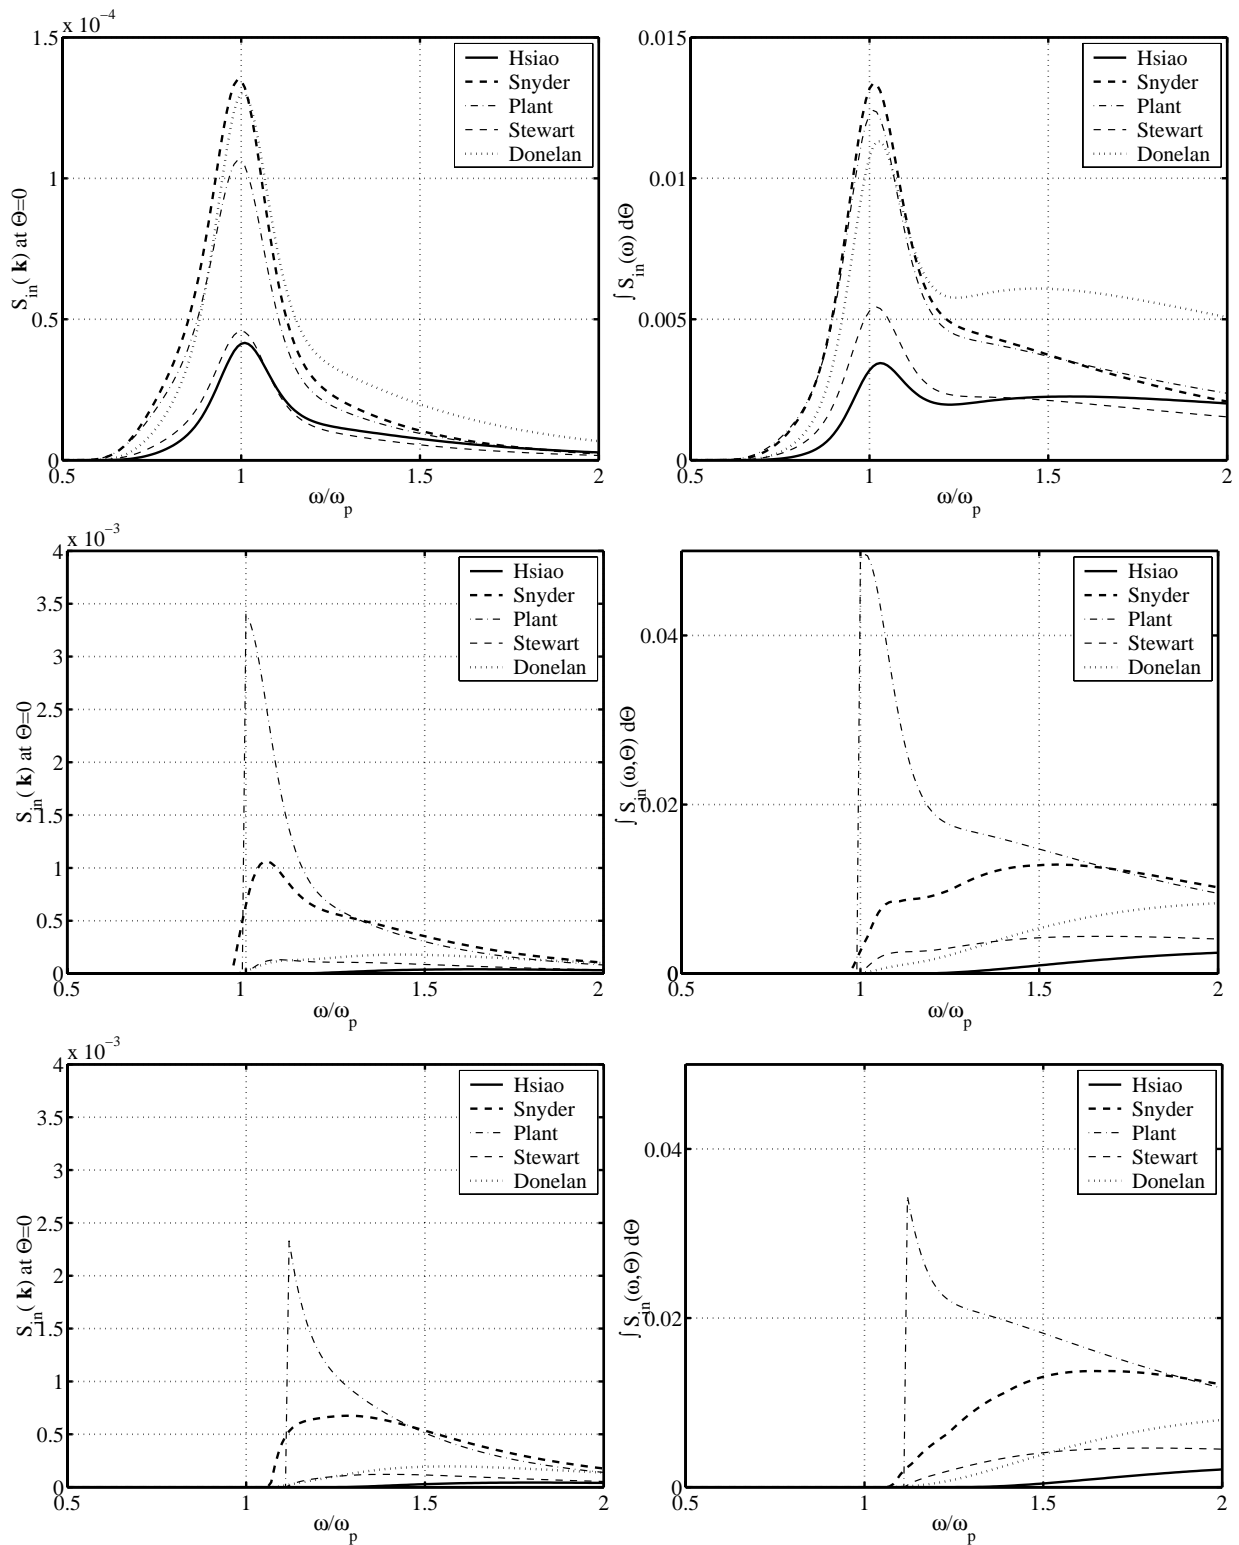 x 10⁻⁴
1.5
1
0.5
0
S_in(k) at Θ=0
0.5 1 1.5 2
ω/ω_p
Hsiao
Snyder
Plant
Stewart
Donelan
0.015
0.01
0.005
0
∫ S_in(ω) dΘ
0.5 1 1.5 2
ω/ω_p
Hsiao
Snyder
Plant
Stewart
Donelan
x 10⁻³
4
3.5
3
2.5
2
1.5
1
0.5
0
S_in(k) at Θ=0
0.5 1 1.5 2
ω/ω_p
Hsiao
Snyder
Plant
Stewart
Donelan
0.04
0.02
0
∫ S_in(ω,Θ) dΘ
0.5 1 1.5 2
ω/ω_p
Hsiao
Snyder
Plant
Stewart
Donelan
x 10⁻³
4
3.5
3
2.5
2
1.5
1
0.5
0
S_in(k) at Θ=0
0.5 1 1.5 2
ω/ω_p
Hsiao
Snyder
Plant
Stewart
Donelan
0.04
0.02
0
∫ S_in(ω,Θ) dΘ
0.5 1 1.5 2
ω/ω_p
Hsiao
Snyder
Plant
Stewart
Donelan